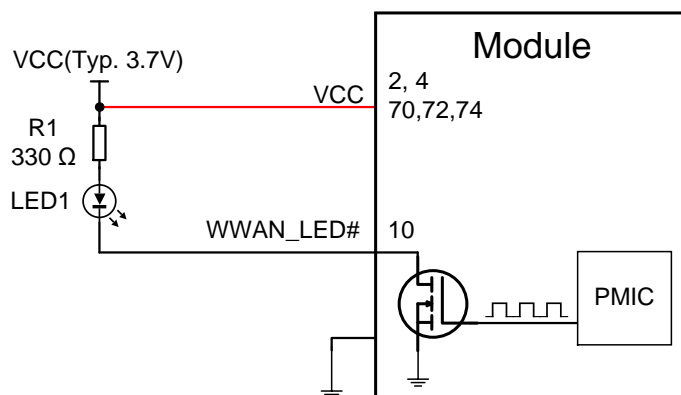 Module
VCC(Typ. 3.7V)
VCC
2, 4
70,72,74
R1
330 Ω
LED1
WWAN_LED#
10
PMIC